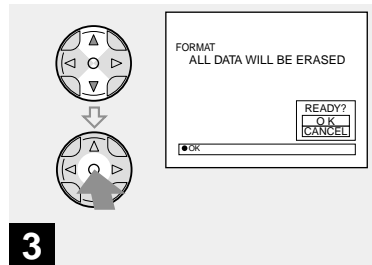 FORMAT
ALL DATA WILL BE ERASED
READY?
O K
CANCEL
●OK
3